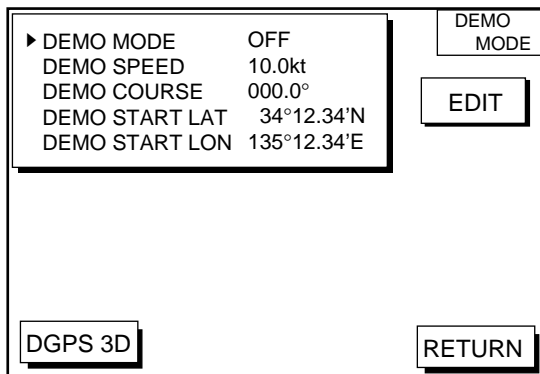 DEMO
MODE
▶ DEMO MODE OFF
DEMO SPEED 10.0kt
DEMO COURSE 000.0°
DEMO START LAT 34°12.34'N
DEMO START LON 135°12.34'E
EDIT
DGPS 3D
RETURN